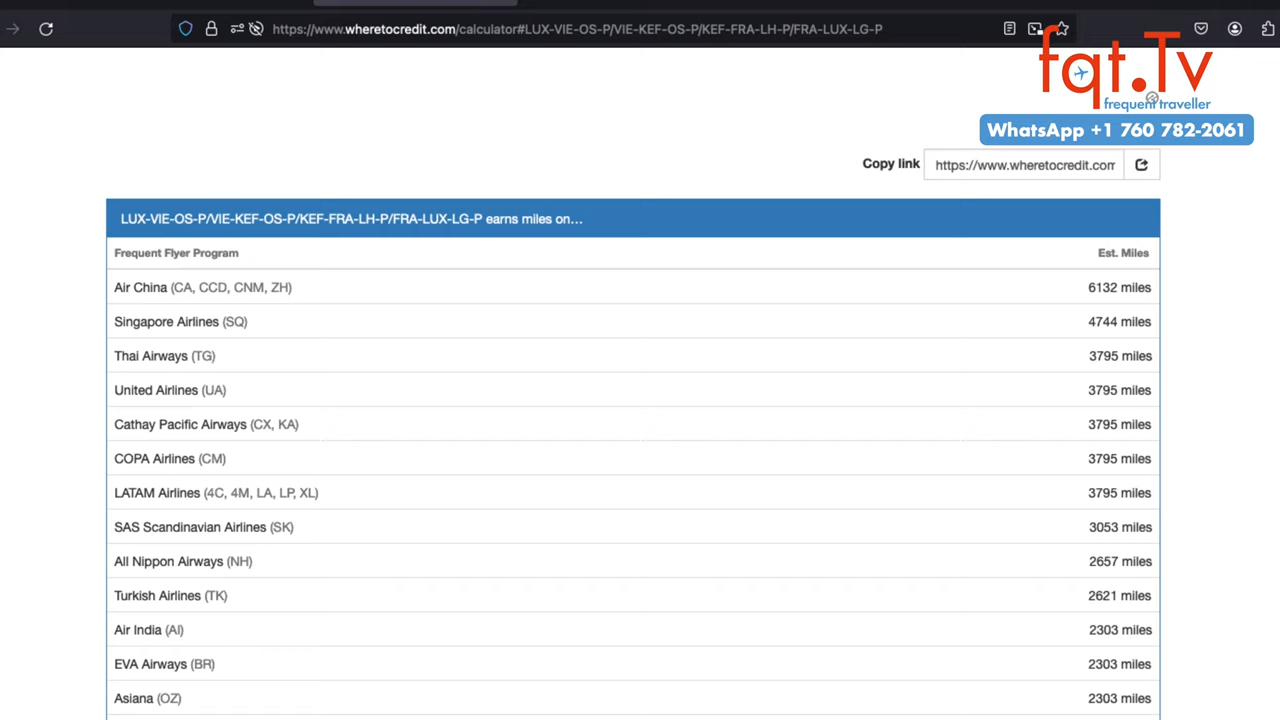 https://www.wheretocredit.com/calculator#LUX-VIE-OS-P/VIE-KEF-OS-P/KEF-FRA-LH-P/FRA-LUX-LG-P
fqt.Tv
frequent traveller
WhatsApp +1 760 782-2061
Copy link https://www.wheretocredit.com
LUX-VIE-OS-P/VIE-KEF-OS-P/KEF-FRA-LH-P/FRA-LUX-LG-P earns miles on...
Frequent Flyer Program Est. Miles
Air China (CA, CCD, CNM, ZH) 6132 miles
Singapore Airlines (SQ) 4744 miles
Thai Airways (TG) 3795 miles
United Airlines (UA) 3795 miles
Cathay Pacific Airways (CX, KA) 3795 miles
COPA Airlines (CM) 3795 miles
LATAM Airlines (4C, 4M, LA, LP, XL) 3795 miles
SAS Scandinavian Airlines (SK) 3053 miles
All Nippon Airways (NH) 2657 miles
Turkish Airlines (TK) 2621 miles
Air India (AI) 2303 miles
EVA Airways (BR) 2303 miles
Asiana (OZ) 2303 miles